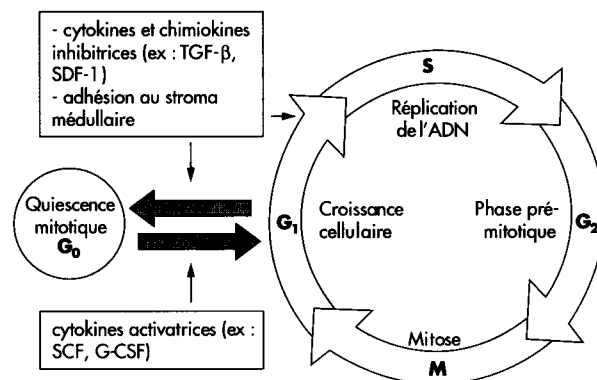 - cytokines et chimiokines
inhibitrices (ex : TGF-β,
SDF-1)
- adhésion au stroma
médullaire
S
Réplication
de l'ADN
Quiescence
mitotique
G₀
G₁
Croissance
cellulaire
Phase pré-
mitotique
G₂
cytokines activatrices (ex :
SCF, G-CSF)
Mitose
M